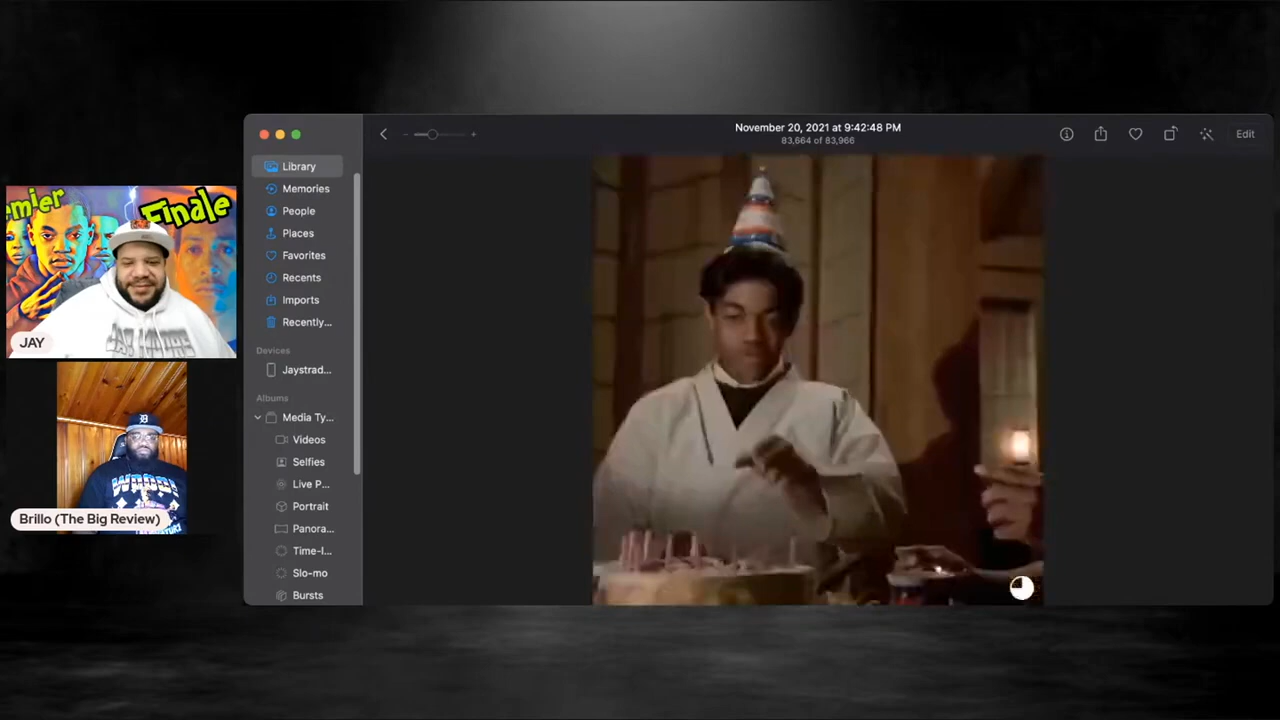 November 20, 2021 at 9:42:48 PM
83,664 of 83,966
Edit
Library
Memories
People
Places
Favorites
Recents
Imports
Recently...
Devices
Jaystrad...
Albums
Media Ty...
Videos
Selfies
Live P...
Portrait
Panora...
Time-l...
Slo-mo
Bursts
emier
Finale
JAY
Brillo (The Big Review)